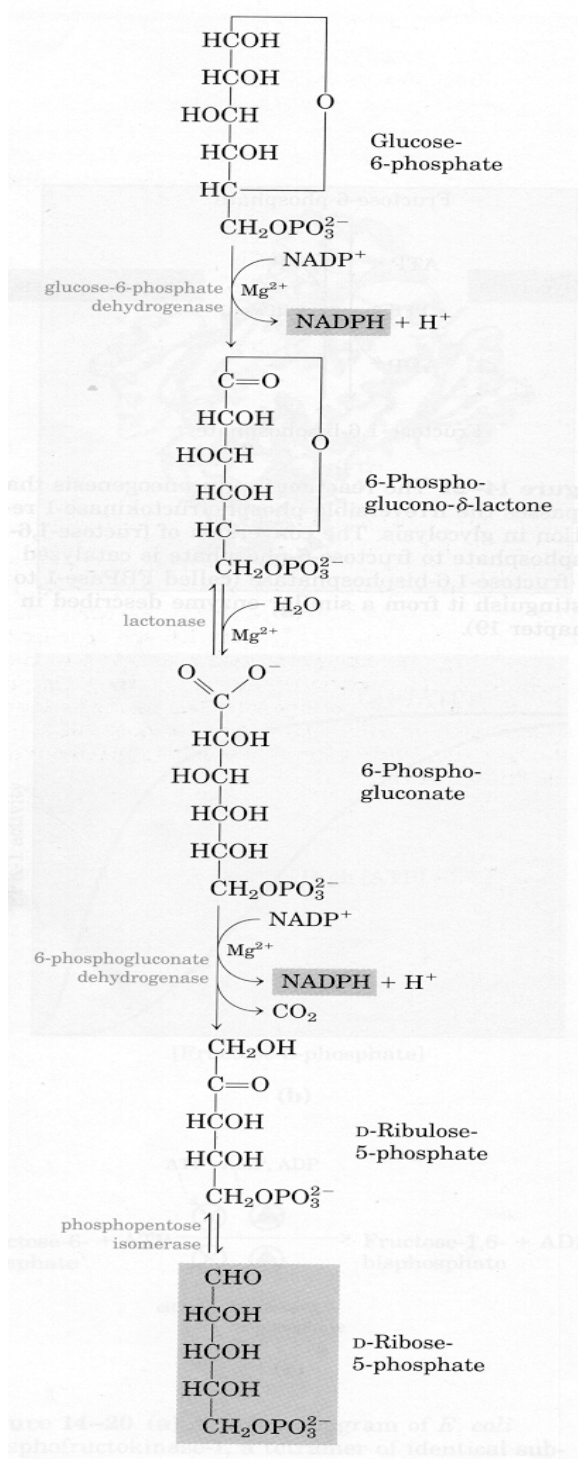 HCOH
HCOH
HOCH
O
HCOH
Glucose-
6-phosphate
HC
CH₂OPO₃²⁻
NADP⁺
glucose-6-phosphate
dehydrogenase
Mg²⁺
NADPH + H⁺
C=O
HCOH
O
HOCH
HCOH
6-Phospho-
glucono-δ-lactone
HC
CH₂OPO₃²⁻
H₂O
lactonase
Mg²⁺
O O⁻
C
HCOH
HOCH
6-Phospho-
gluconate
HCOH
HCOH
CH₂OPO₃²⁻
NADP⁺
Mg²⁺
6-phosphogluconate
dehydrogenase
NADPH + H⁺
CO₂
CH₂OH
C=O
HCOH
D-Ribulose-
5-phosphate
HCOH
CH₂OPO₃²⁻
phosphopentose
isomerase
CHO
HCOH
HCOH
D-Ribose-
5-phosphate
HCOH
CH₂OPO₃²⁻